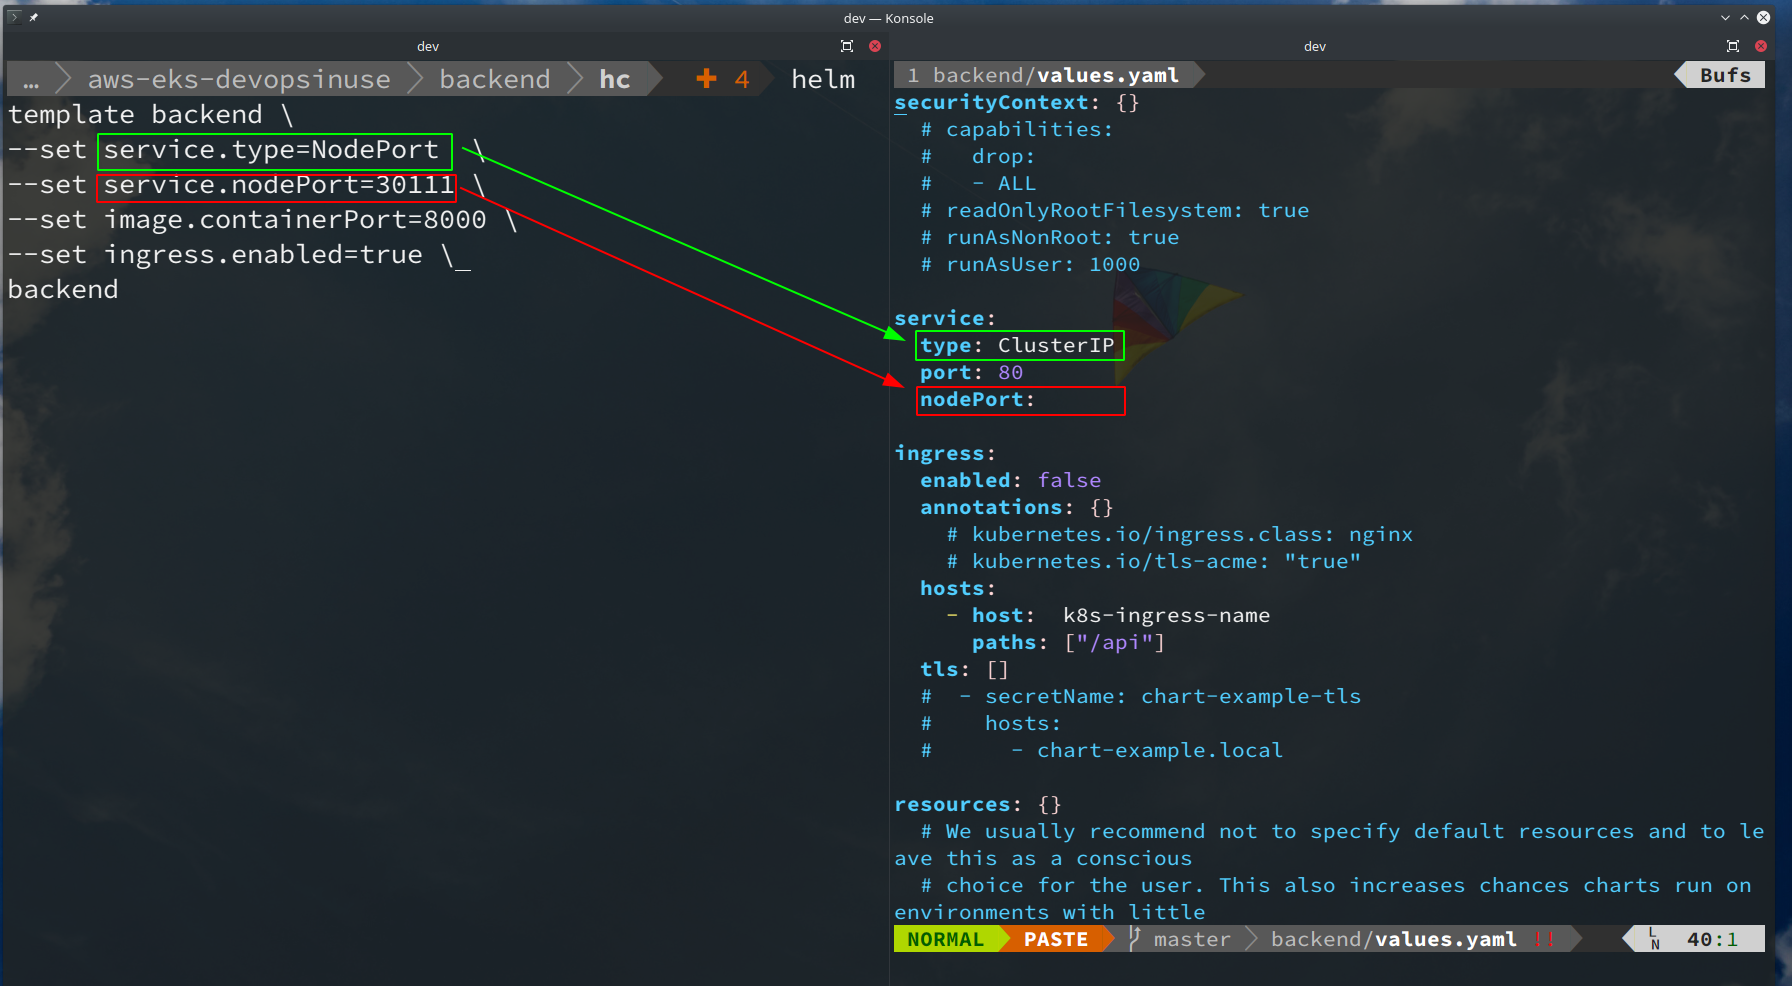 dev — Konsole
dev
… aws-eks-devopsinuse backend hc + 4 helm
template backend \
--set service.type=NodePort \
--set service.nodePort=30111 \
--set image.containerPort=8000 \
--set ingress.enabled=true \_
backend
dev
1 backend/values.yaml Bufs
securityContext: {}
# capabilities:
#   drop:
#   - ALL
# readOnlyRootFilesystem: true
# runAsNonRoot: true
# runAsUser: 1000
service:
type: ClusterIP
port: 80
nodePort:
ingress:
enabled: false
annotations: {}
# kubernetes.io/ingress.class: nginx
# kubernetes.io/tls-acme: "true"
hosts:
- host:  k8s-ingress-name
paths: ["/api"]
tls: []
#  - secretName: chart-example-tls
#    hosts:
#      - chart-example.local
resources: {}
# We usually recommend not to specify default resources and to le
ave this as a conscious
# choice for the user. This also increases chances charts run on
environments with little
NORMAL PASTE master backend/values.yaml !! LN 40:1